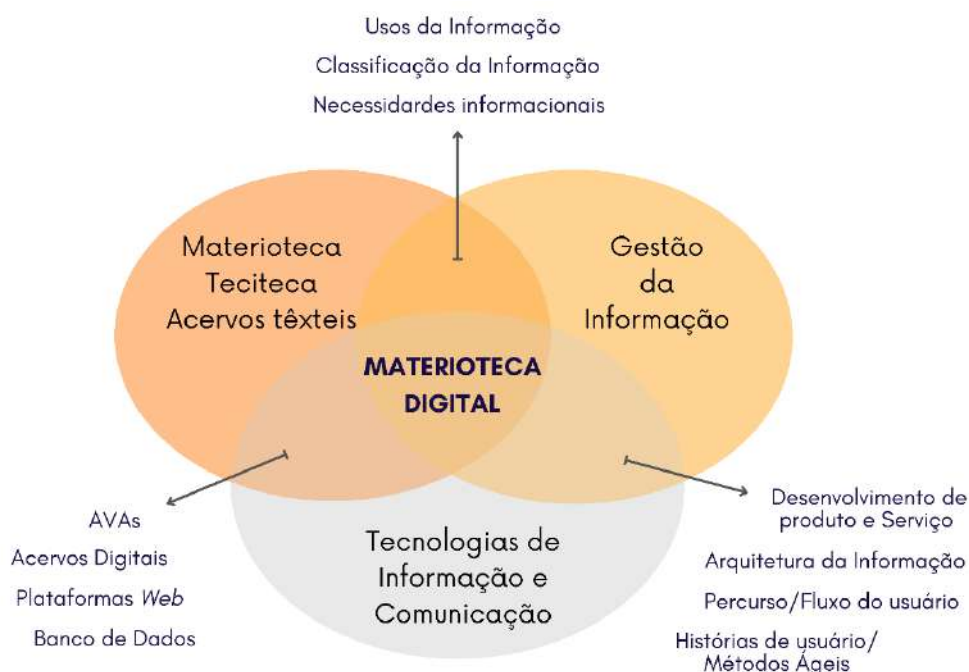 Usos da Informação
Classificação da Informação
Necessidardes informacionais
Materioteca
Teciteca
Acervos têxteis
Gestão
da
Informação
MATERIOTECA
DIGITAL
AVAs
Acervos Digitais
Plataformas Web
Banco de Dados
Tecnologias de
Informação e
Comunicação
Desenvolvimento de
produto e Serviço
Arquitetura da Informação
Percurso/Fluxo do usuário
Histórias de usuário/
Métodos Ágeis